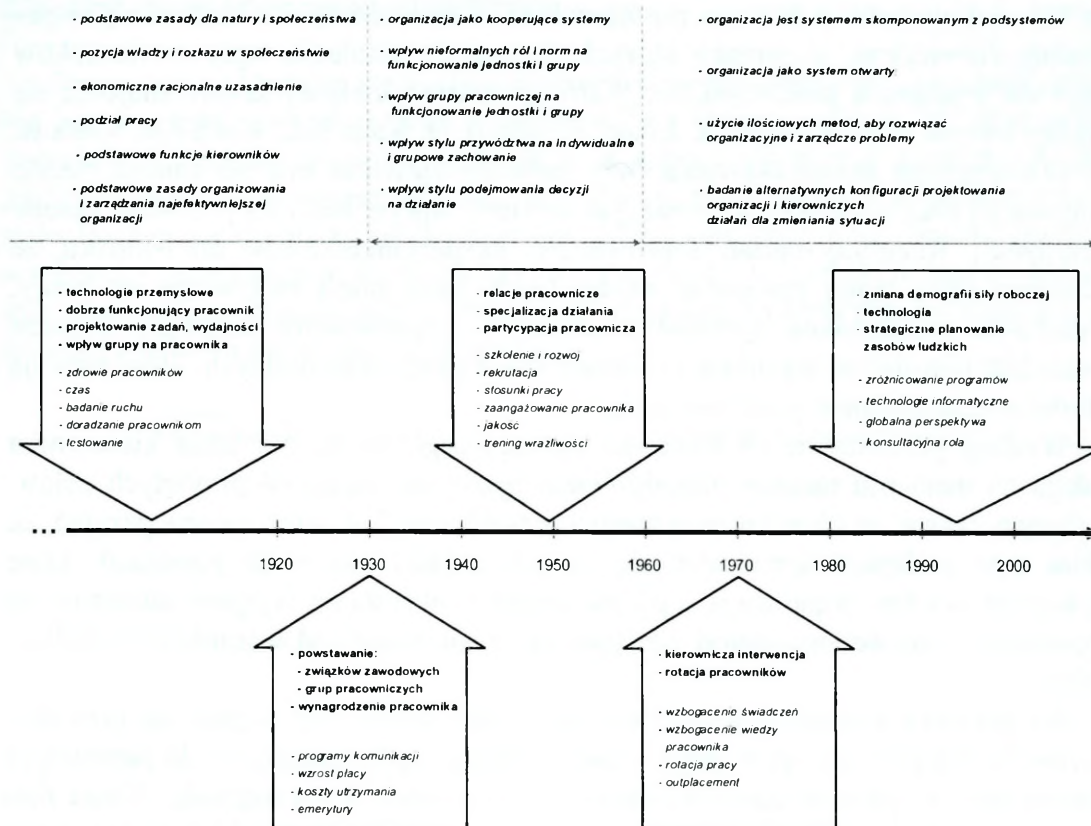 - podstawowe zasady dla natury i społeczeństwa
- pozycja władzy i rozkazu w społeczeństwie
- ekonomiczne racjonalne uzasadnienie
- podział pracy
- podstawowe funkcje kierowników
- podstawowe zasady organizowania
i zarządzania najefektywniejszej
organizacji
- organizacja jako kooperujące systemy
- wpływ nieformalnych ról i norm na
funkcjonowanie jednostki i grupy
- wpływ grupy pracowniczej na
funkcjonowanie jednostki i grupy
- wpływ stylu przywództwa na indywidualne
i grupowe zachowanie
- wpływ stylu podejmowania decyzji
na działanie
- organizacja jest systemem skomponowanym z podsystemów
- organizacja jako system otwarty
- użycie ilościowych metod, aby rozwiązać
organizacyjne i zarządcze problemy
- badanie alternatywnych konfiguracji projektowania
organizacji i kierowniczych
działań dla zmieniania sytuacji
- technologie przemysłowe
- dobrze funkcjonujący pracownik
- projektowanie zadań, wydajności
- wpływ grupy na pracownika
- zdrowie pracowników
- czas
- badanie ruchu
- doradzanie pracownikom
- testowanie
- relacje pracownicze
- specjalizacja działania
- partycypacja pracownicza
- szkolenie i rozwój
- rekrutacja
- stosunki pracy
- zaangażowanie pracownika
- jakość
- trening wrażliwości
- zmiana demografii siły roboczej
- technologia
- strategiczne planowanie
zasobów ludzkich
- zróżnicowanie programów
- technologie informatyczne
- globalna perspektywa
- konsultacyjna rola
...
1920 1930 1940 1950 1960 1970 1980 1990 2000
- powstawanie:
- związków zawodowych
- grup pracowniczych
- wynagrodzenie pracownika
- programy komunikacji
- wzrost płacy
- koszty utrzymania
- emerytury
- kierownicza interwencja
- rotacja pracowników
- wzbogacenie świadczeń
- wzbogacenie wiedzy
pracownika
- rotacja pracy
- outplacement